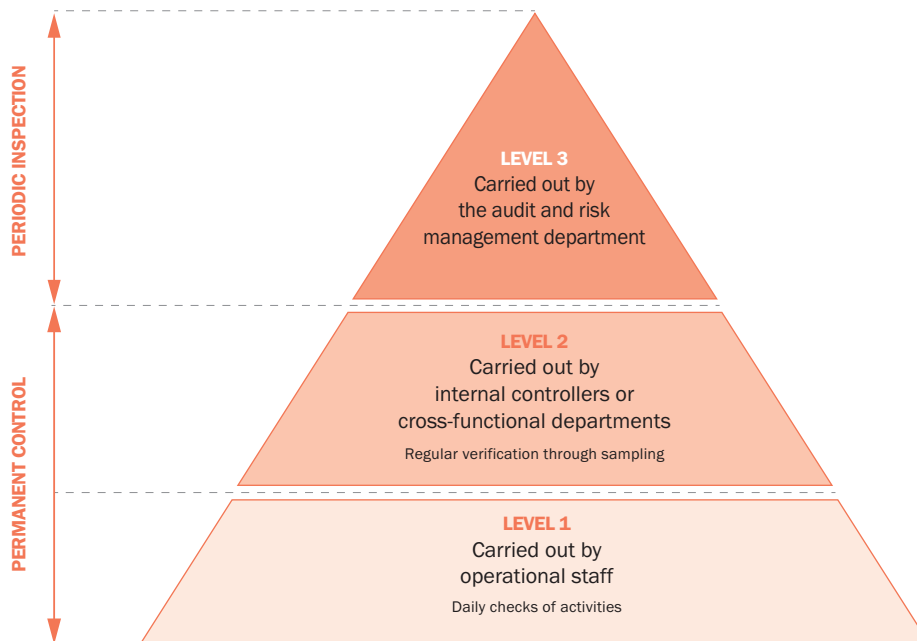 PERIODIC INSPECTION
LEVEL 3
Carried out by
the audit and risk
management department
PERMANENT CONTROL
LEVEL 2
Carried out by
internal controllers or
cross-functional departments
Regular verification through sampling
LEVEL 1
Carried out by
operational staff
Daily checks of activities